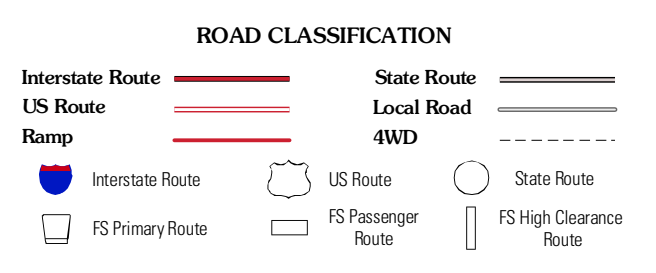 ROAD CLASSIFICATION
Interstate Route
State Route
US Route
Local Road
Ramp
4WD
Interstate Route
US Route
State Route
FS Primary Route
FS Passenger
Route
FS High Clearance
Route